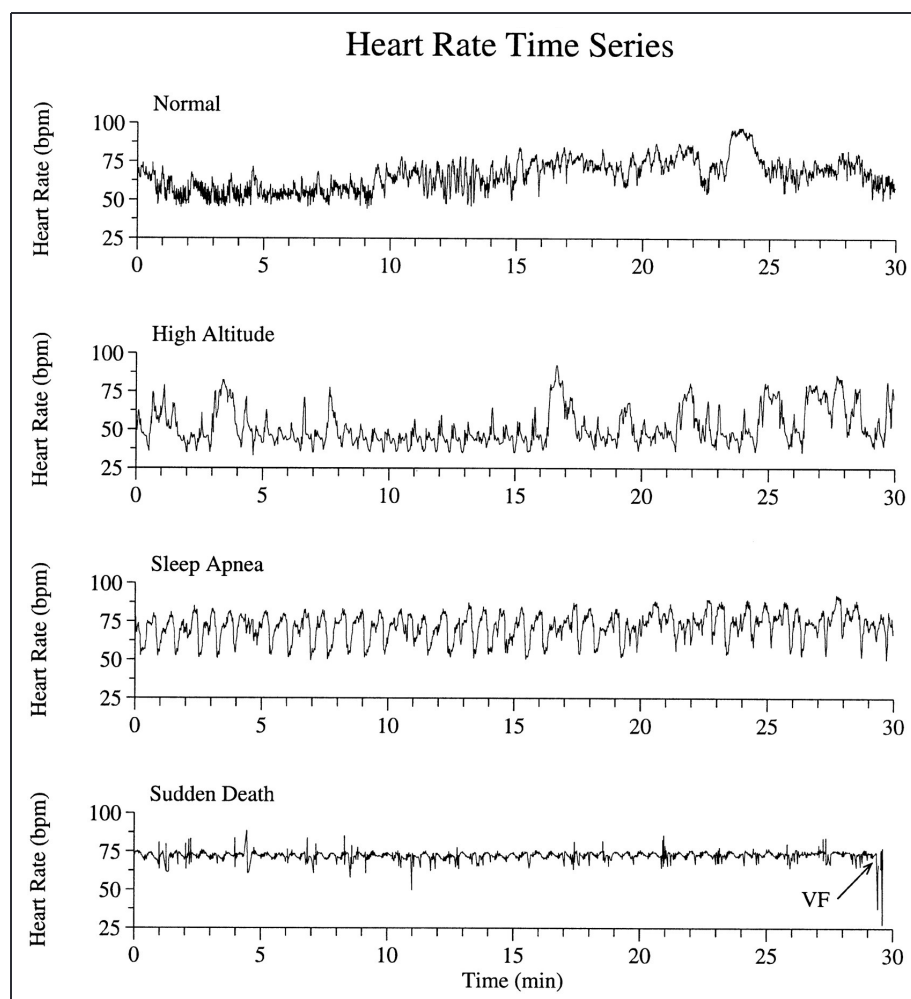 Heart Rate Time Series
Normal
Heart Rate (bpm)
100
75
50
25
0 5 10 15 20 25 30
High Altitude
Heart Rate (bpm)
100
75
50
25
0 5 10 15 20 25 30
Sleep Apnea
Heart Rate (bpm)
100
75
50
25
0 5 10 15 20 25 30
Sudden Death
Heart Rate (bpm)
100
75
50
25
VF
0 5 10 15 20 25 30
Time (min)